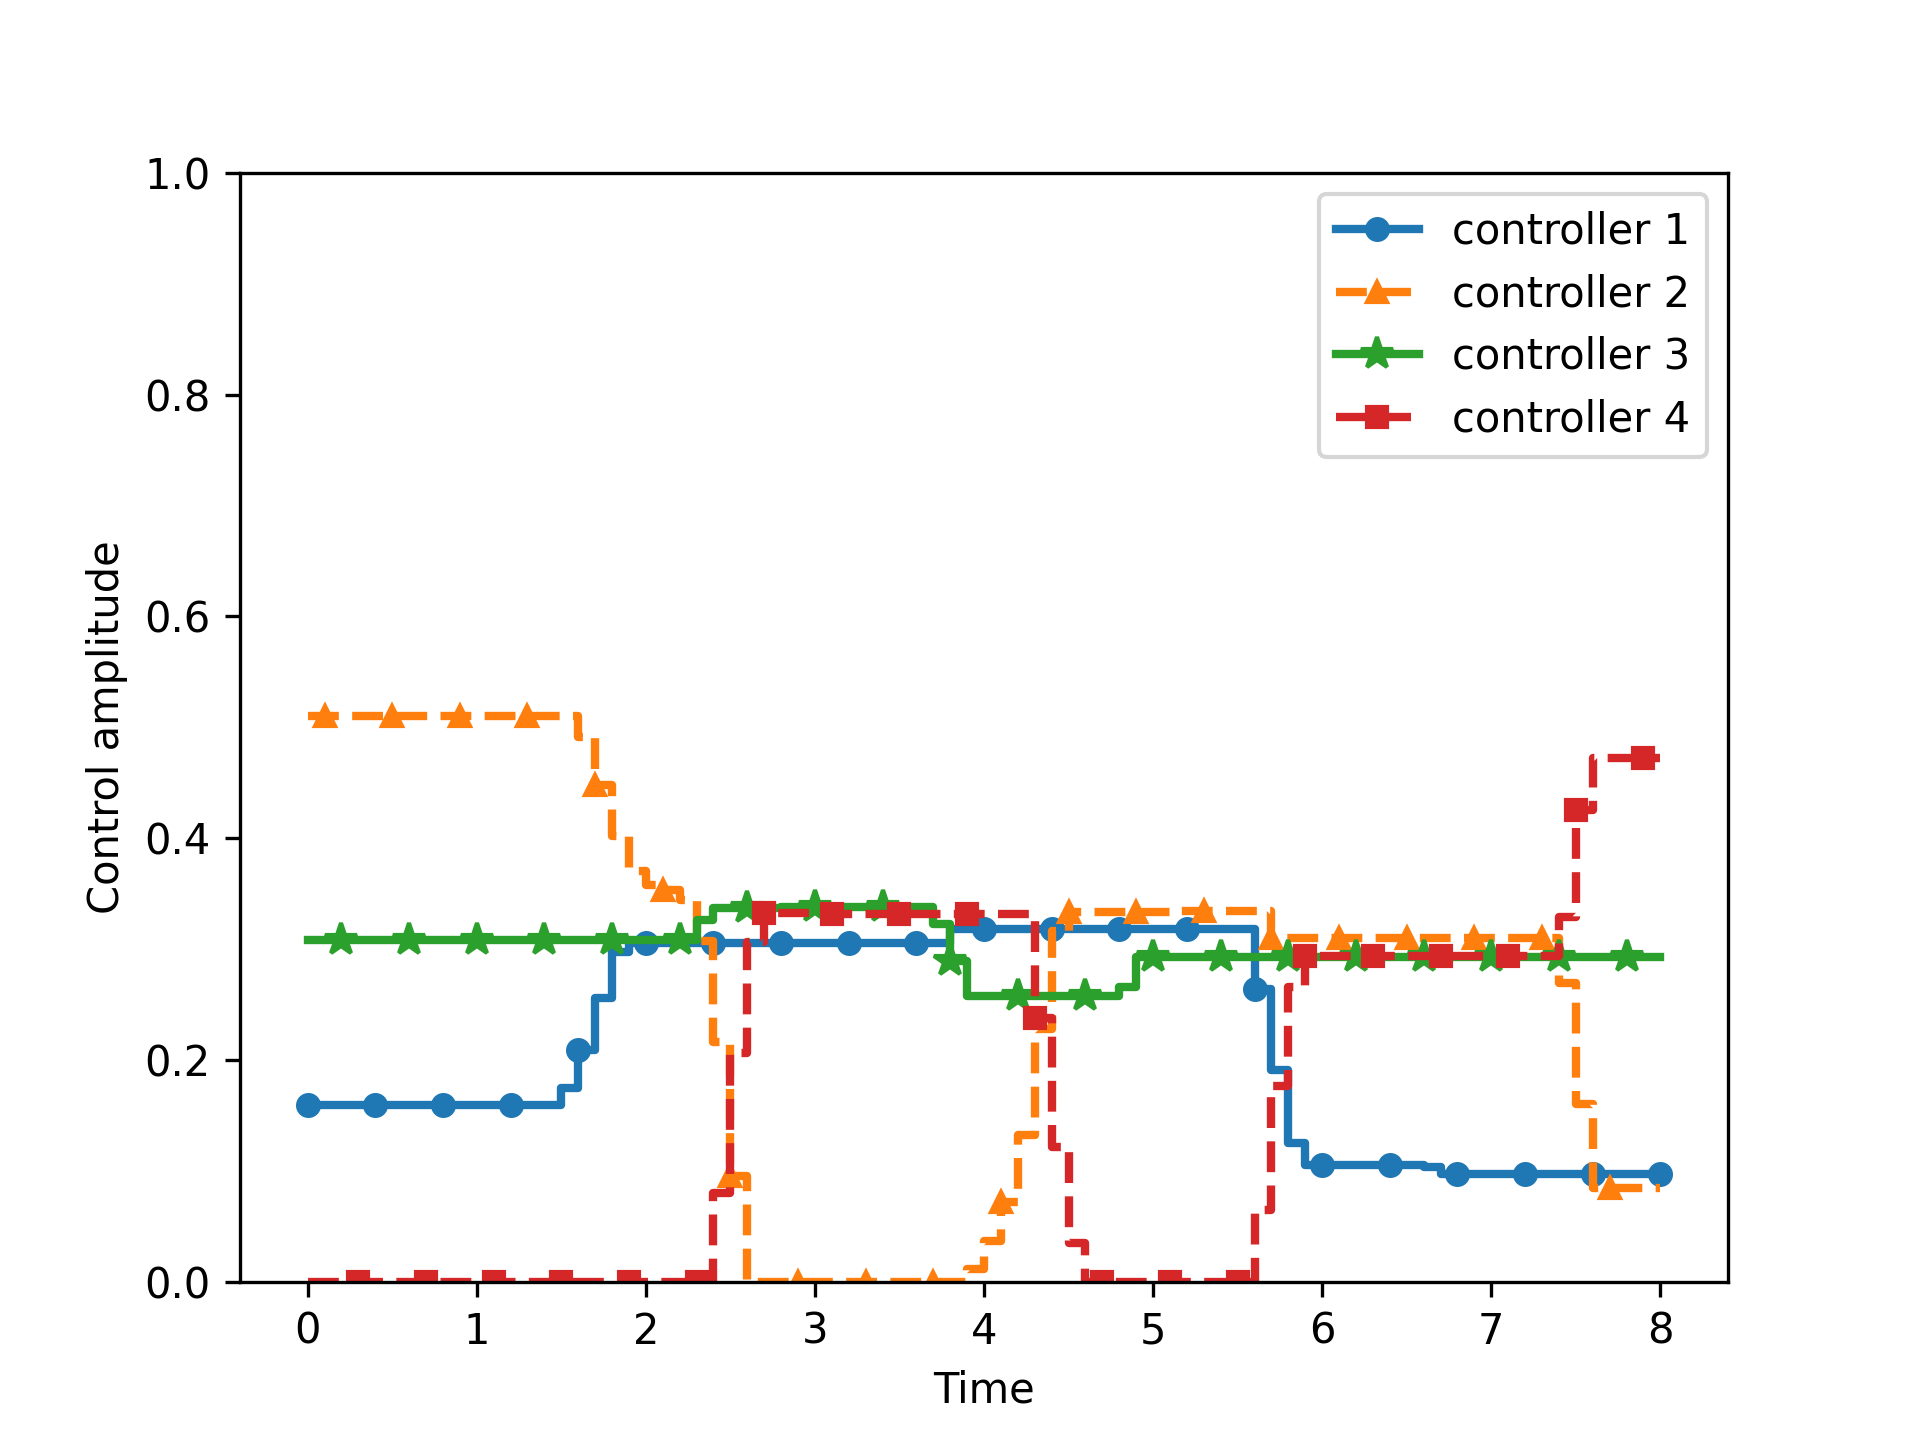 1.0
0.8
0.6
0.4
0.2
0.0
Control amplitude
0 1 2 3 4 5 6 7 8
Time
controller 1
controller 2
controller 3
controller 4